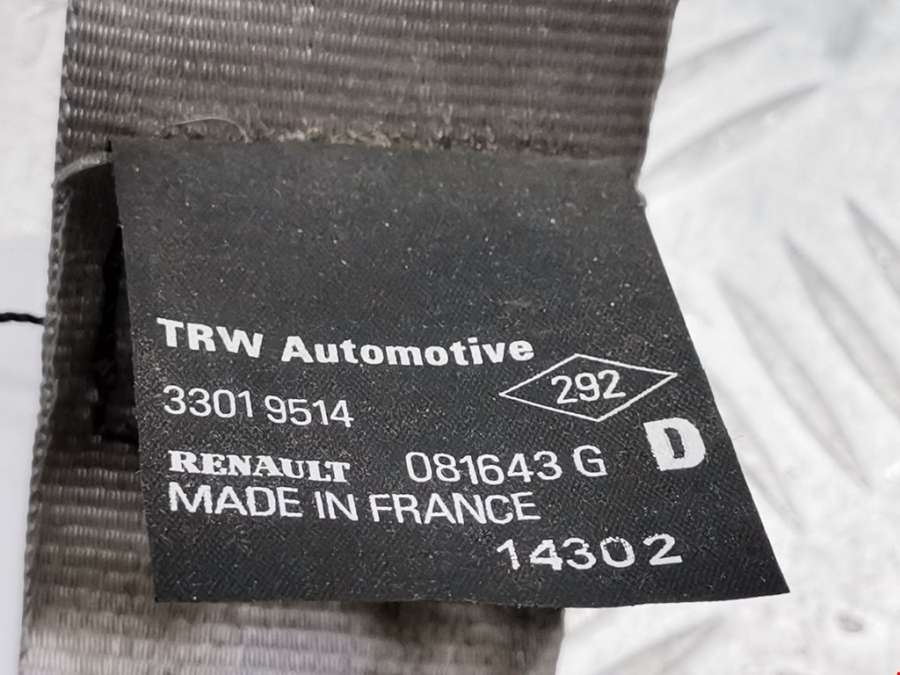 TRW Automotive
3301 9514
292
RENAULT 081643 G D
MADE IN FRANCE
14302